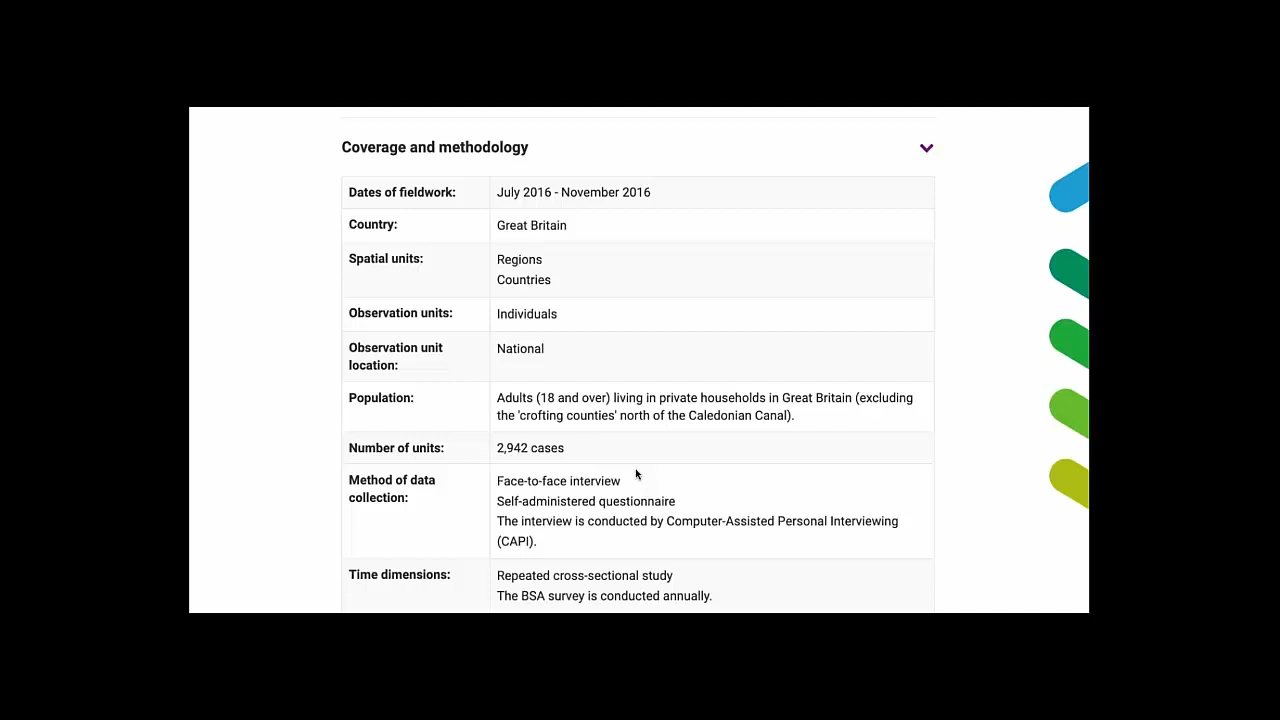 Coverage and methodology
Dates of fieldwork: July 2016 - November 2016
Country: Great Britain
Spatial units: Regions
Countries
Observation units: Individuals
Observation unit location: National
Population: Adults (18 and over) living in private households in Great Britain (excluding
the 'crofting counties' north of the Caledonian Canal).
Number of units: 2,942 cases
Method of data collection: Face-to-face interview
Self-administered questionnaire
The interview is conducted by Computer-Assisted Personal Interviewing
(CAPI).
Time dimensions: Repeated cross-sectional study
The BSA survey is conducted annually.